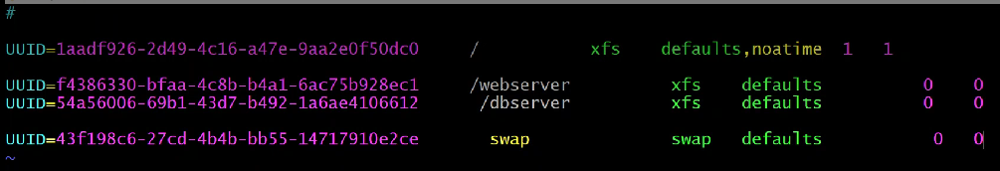 #
UUID=1aadf926-2d49-4c16-a47e-9aa2e0f50dc0 / xfs defaults,noatime 1 1
UUID=f4386330-bfaa-4c8b-b4a1-6ac75b928ec1 /webserver xfs defaults 0 0
UUID=54a56006-69b1-43d7-b492-1a6ae4106612 /dbserver xfs defaults 0 0
UUID=43f198c6-27cd-4b4b-bb55-14717910e2ce swap swap defaults 0 0
~